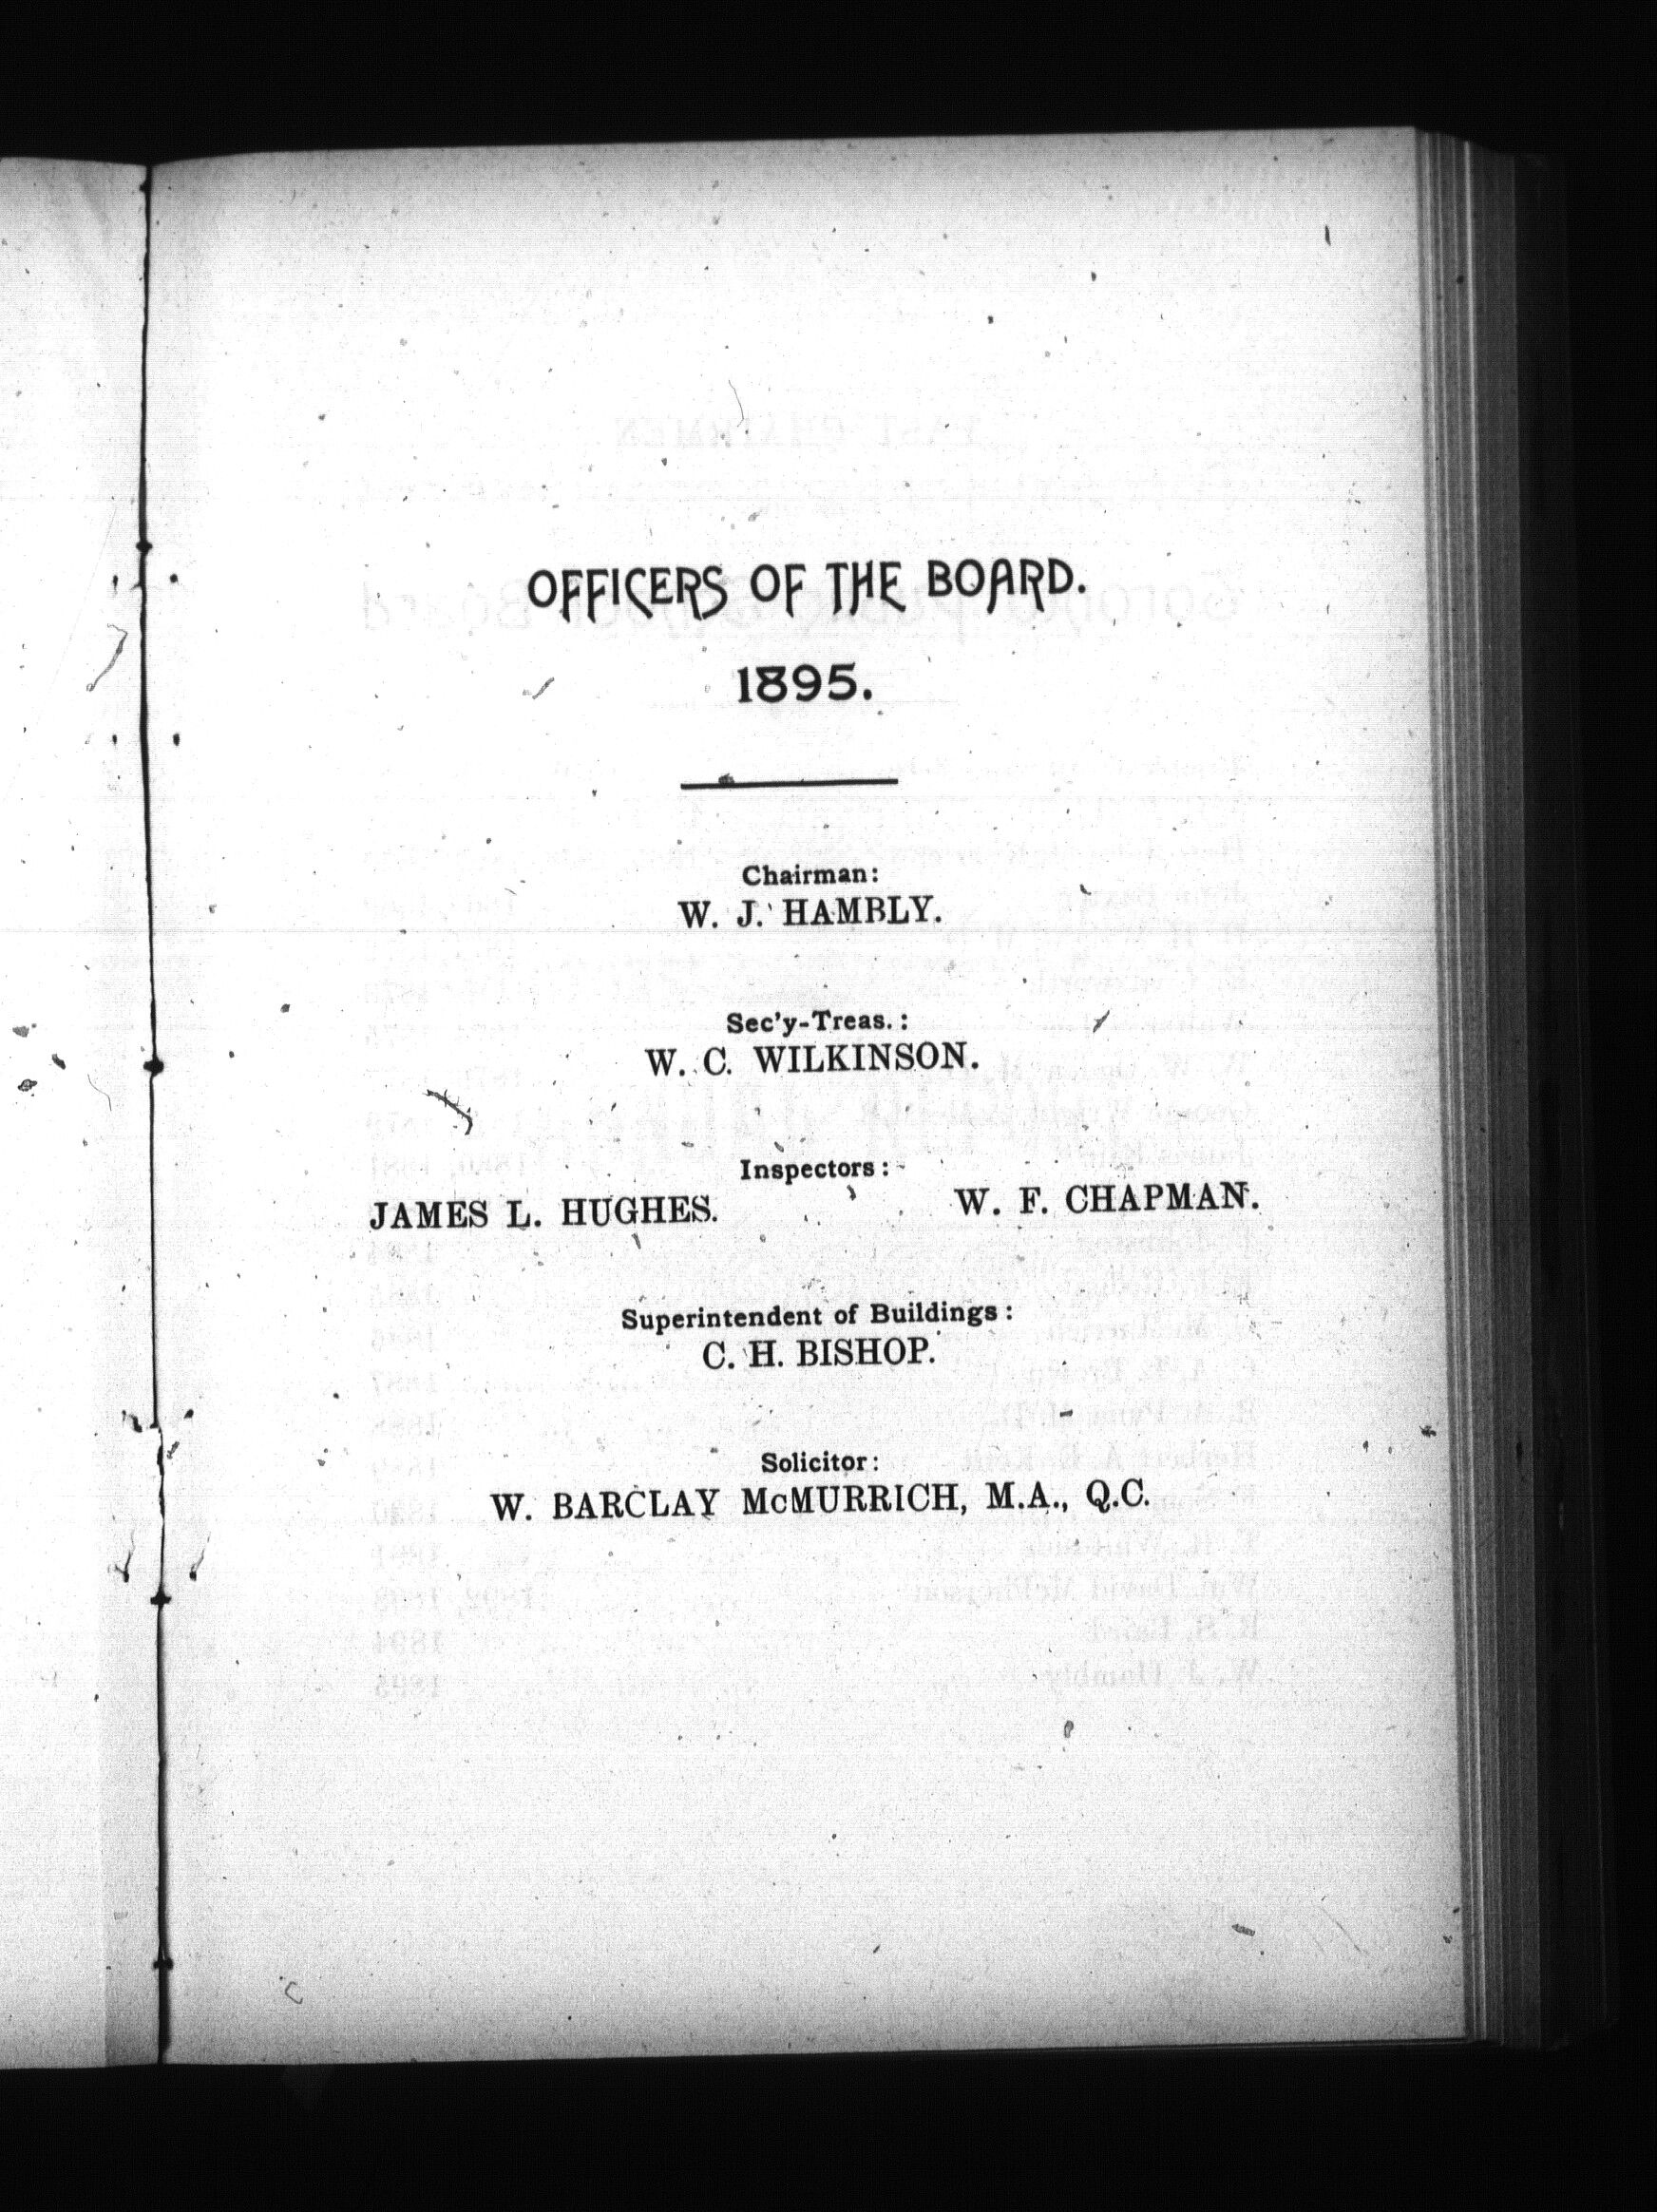 OFFICERS OF THE BOARD.
1895.
Chairman:
W. J. HAMBLY.
Sec'y-Treas.:
W. C. WILKINSON.
Inspectors:
JAMES L. HUGHES. W. F. CHAPMAN.
Superintendent of Buildings:
C. H. BISHOP.
Solicitor:
W. BARCLAY McMURRICH, M.A., Q.C.